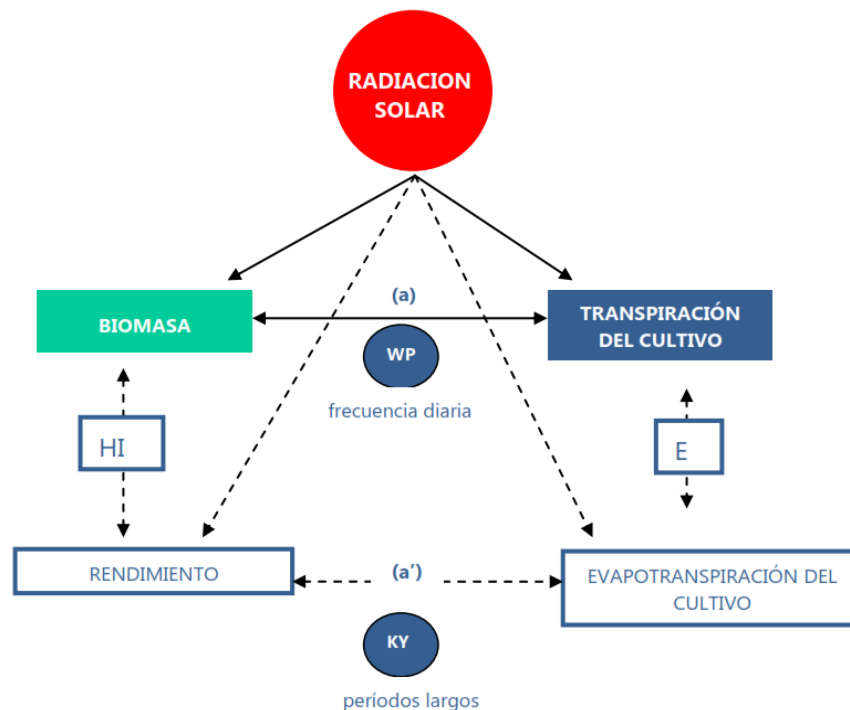 RADIACION
SOLAR
(a)
BIOMASA
TRANSPIRACIÓN
DEL CULTIVO
WP
frecuencia diaria
HI
E
RENDIMIENTO
(a’)
EVAPOTRANSPIRACIÓN DEL
CULTIVO
KY
períodos largos